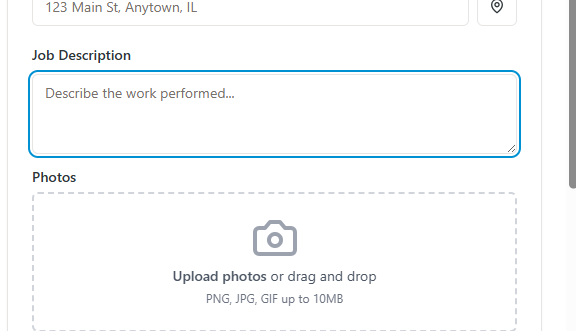 123 Main St, Anytown, IL
Job Description
Describe the work performed...
Photos
Upload photos or drag and drop
PNG, JPG, GIF up to 10MB